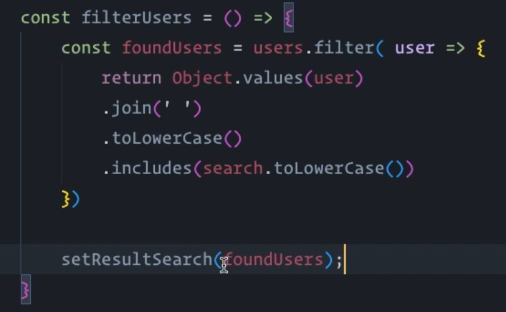 const filterUsers = () => {
    const foundUsers = users.filter( user => {
        return Object.values(user)
        .join(' ')
        .toLowerCase()
        .includes(search.toLowerCase())
    })

    setResultSearch(foundUsers);
}